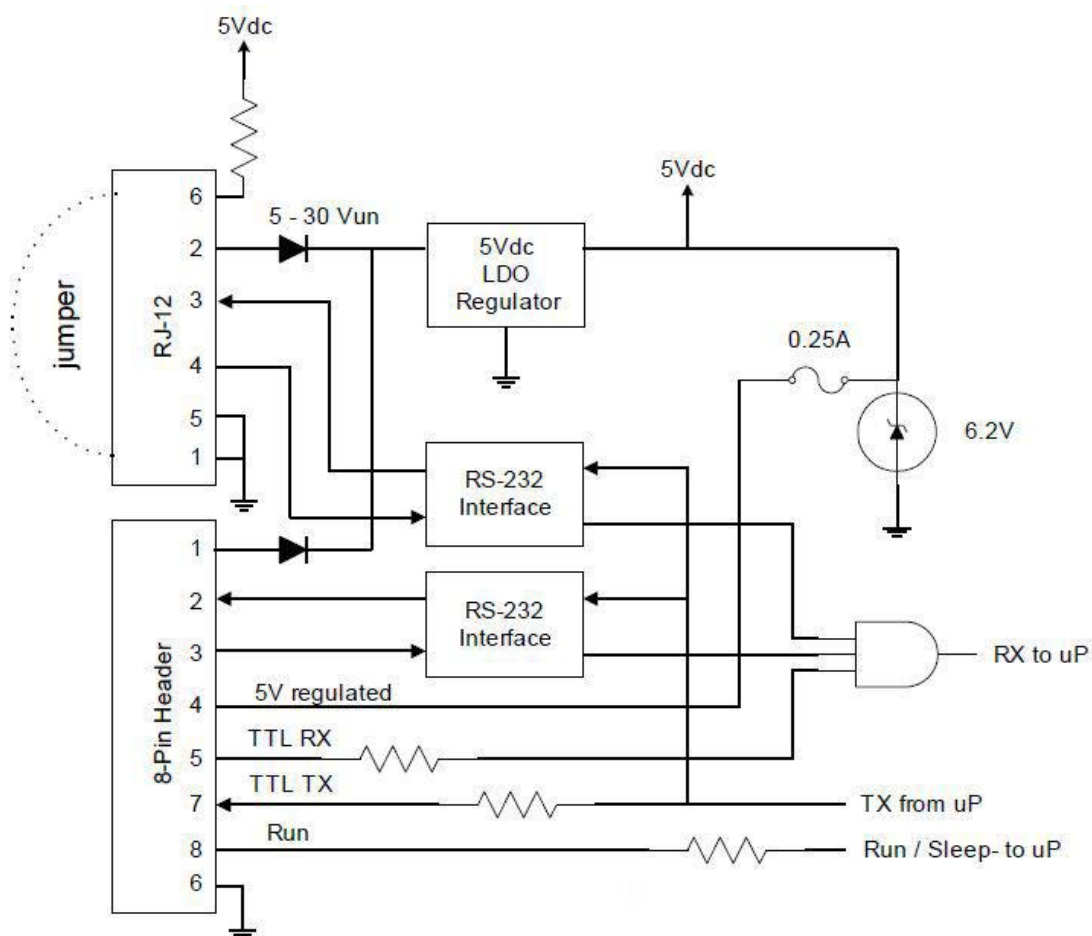 5Vdc
jumper
RJ-12
6
2
3
4
5
1
5 - 30 Vun
5Vdc
LDO
Regulator
5Vdc
0.25A
6.2V
RS-232
Interface
RS-232
Interface
8-Pin Header
1
2
3
4
5
7
8
6
5V regulated
TTL RX
TTL TX
Run
RX to uP
TX from uP
Run / Sleep- to uP